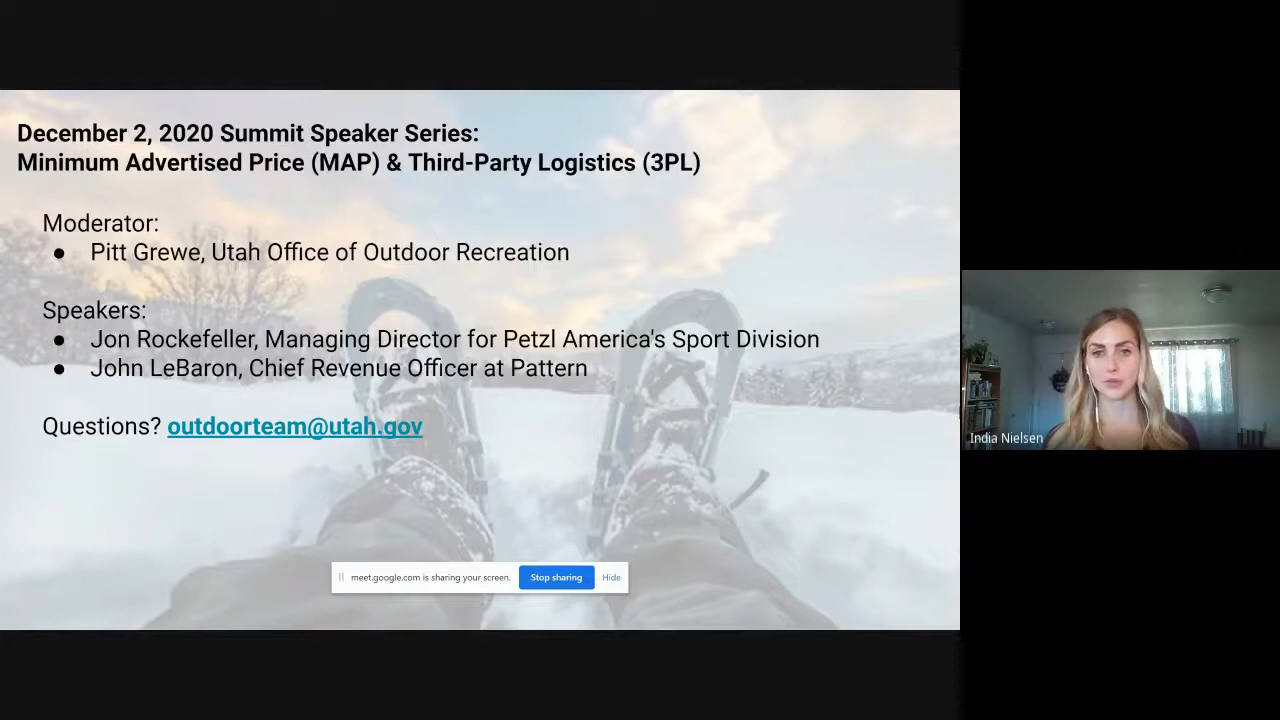 December 2, 2020 Summit Speaker Series:
Minimum Advertised Price (MAP) & Third-Party Logistics (3PL)
Moderator:
● Pitt Grewe, Utah Office of Outdoor Recreation
Speakers:
● Jon Rockefeller, Managing Director for Petzl America's Sport Division
● John LeBaron, Chief Revenue Officer at Pattern
Questions? outdoorteam@utah.gov
meet.google.com is sharing your screen. Stop sharing Hide
India Nielsen